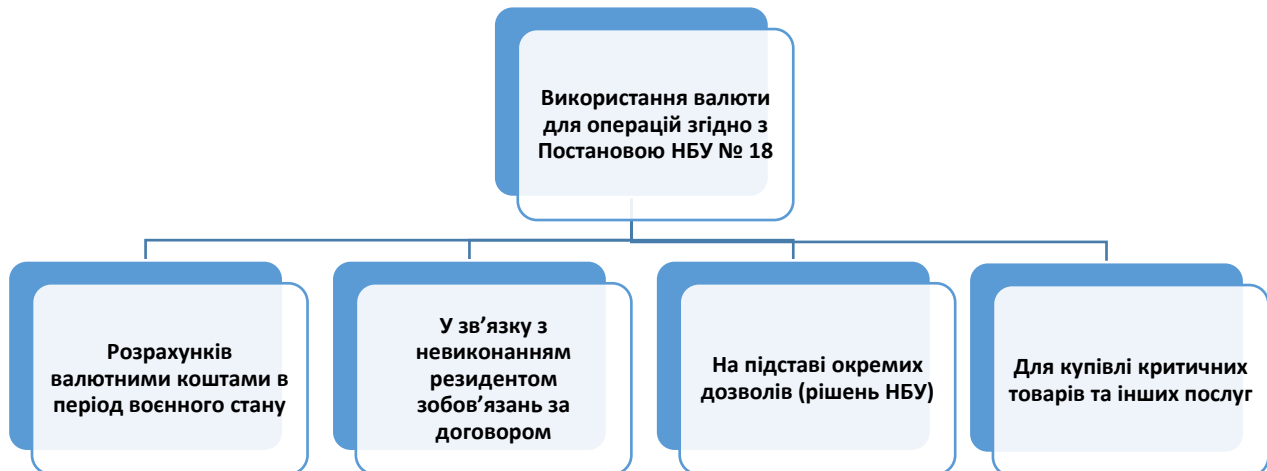 Використання валюти
для операцій згідно з
Постановою НБУ № 18
Розрахунків
валютними коштами в
період воєнного стану
У зв’язку з
невиконанням
резидентом
зобов’язань за
договором
На підставі окремих
дозволів (рішень НБУ)
Для купівлі критичних
товарів та інших послуг